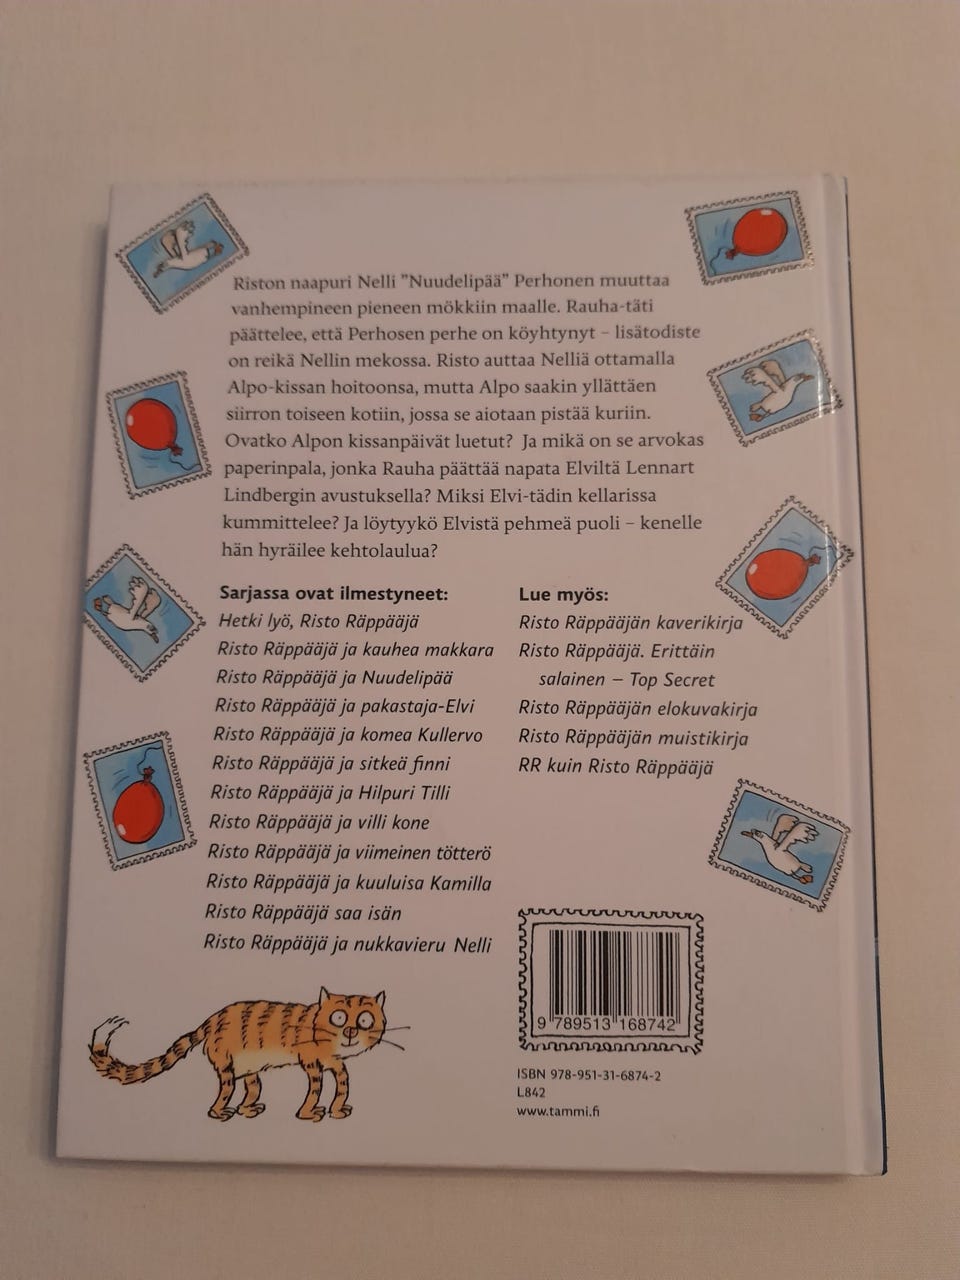 Riston naapuri Nelli "Nuudelipää" Perhonen muuttaa
vanhempineen pieneen mökkiin maalle. Rauha-täti
päättelee, että Perhosen perhe on köyhtynyt – lisätodiste
on reikä Nellin mekossa. Risto auttaa Nelliä ottamalla
Alpo-kissan hoitoonsa, mutta Alpo saakin yllättäen
siirron toiseen kotiin, jossa se aiotaan pistää kuriin.
Ovatko Alpon kissanpäivät luetut? Ja mikä on se arvokas
paperinpala, jonka Rauha päättää napata Elviltä Lennart
Lindbergin avustuksella? Miksi Elvi-tädin kellarissa
kummittelee? Ja löytyykö Elvistä pehmeä puoli – kenelle
hän hyräilee kehtolaulua?
Sarjassa ovat ilmestyneet:
Hetki lyö, Risto Räppääjä
Risto Räppääjä ja kauhea makkara
Risto Räppääjä ja Nuudelipää
Risto Räppääjä ja pakastaja-Elvi
Risto Räppääjä ja komea Kullervo
Risto Räppääjä ja sitkeä finni
Risto Räppääjä ja Hilpuri Tilli
Risto Räppääjä ja villi kone
Risto Räppääjä ja viimeinen tötterö
Risto Räppääjä ja kuuluisa Kamilla
Risto Räppääjä saa isän
Risto Räppääjä ja nukkavieru Nelli
Lue myös:
Risto Räppääjän kaverikirja
Risto Räppääjä. Erittäin
salainen – Top Secret
Risto Räppääjän elokuvakirja
Risto Räppääjän muistikirja
RR kuin Risto Räppääjä
9 789513 168742
ISBN 978-951-31-6874-2
L842
www.tammi.fi